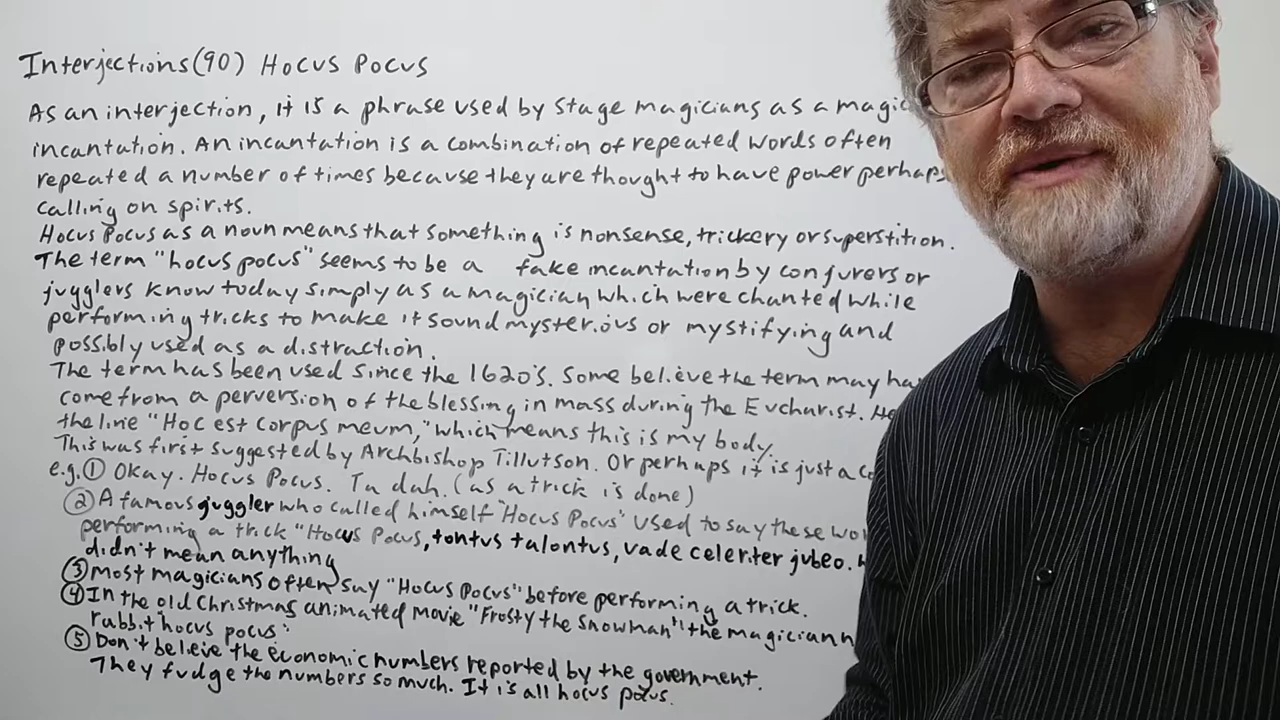 Interjections(90) Hocus Pocus
As an interjection, it is a phrase used by stage magicians as a magic
incantation. An incantation is a combination of repeated words often
repeated a number of times because they are thought to have power perhaps
calling on spirits.
Hocus Pocus as a noun means that something is nonsense, trickery or superstition.
The term "hocus pocus" seems to be a fake incantation by conjurers or
jugglers know today simply as a magician which were chanted while
performing tricks to make it sound mysterious or mystifying and
possibly used as a distraction.
The term has been used since the 1620's. Some believe the term may ha
come from a perversion of the blessing in mass during the Eucharist. He
the line "Hoc est corpus meum," which means this is my body.
This was first suggested by Archbishop Tillutson. Or perhaps it is just a co
e.g. ① Okay. Hocus Pocus. Ta dah. (as a trick is done)
② A famous juggler who called himself "Hocus Pocus" used to say these wor
performing a trick "Hocus Pocus, tontus talontus, vade celeriter jubeo.
didn't mean anything
③ Most magicians often say "Hocus Pocus" before performing a trick.
④ In the old Christmas animated movie "Frosty the Snowman" the magician n
rabbit hocus pocus.
⑤ Don't believe the economic numbers reported by the government.
They fudge the numbers so much. It is all hocus pocus.